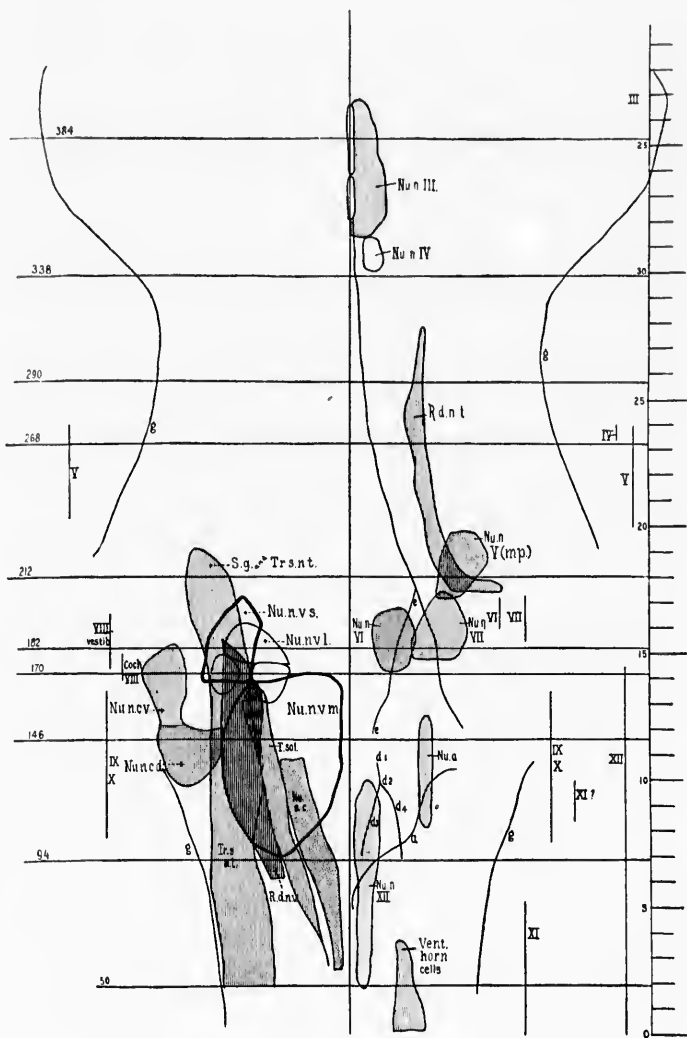 III
384
25
Nu.n III.
Nu.n IV
338
30
290
g
g
25
R.d.n.t
268
IV
V
V
20
Nu.n
V (mp.)
S.g. and Tr s.n.t.
212
Nu.n.v s.
VIII
vestib
Nu.n.v l.
e
Nu.n
VI
Nu.n
VII
VI
VII
182
15
170
Coch
VIII
Nu.n.c.v
Nu.n.v m
e
146
T.sol.
IX
X
Nu.n.c.d.
d1
Nu.a
IX
X
XII
10
d2
Nu.
a.c.
d4
XI ?
d3
a
g
g
94
Tr.s
n.t.
R.d.n.v.
Nu.n
XII
5
XI
Vent.
horn
cells
50
0